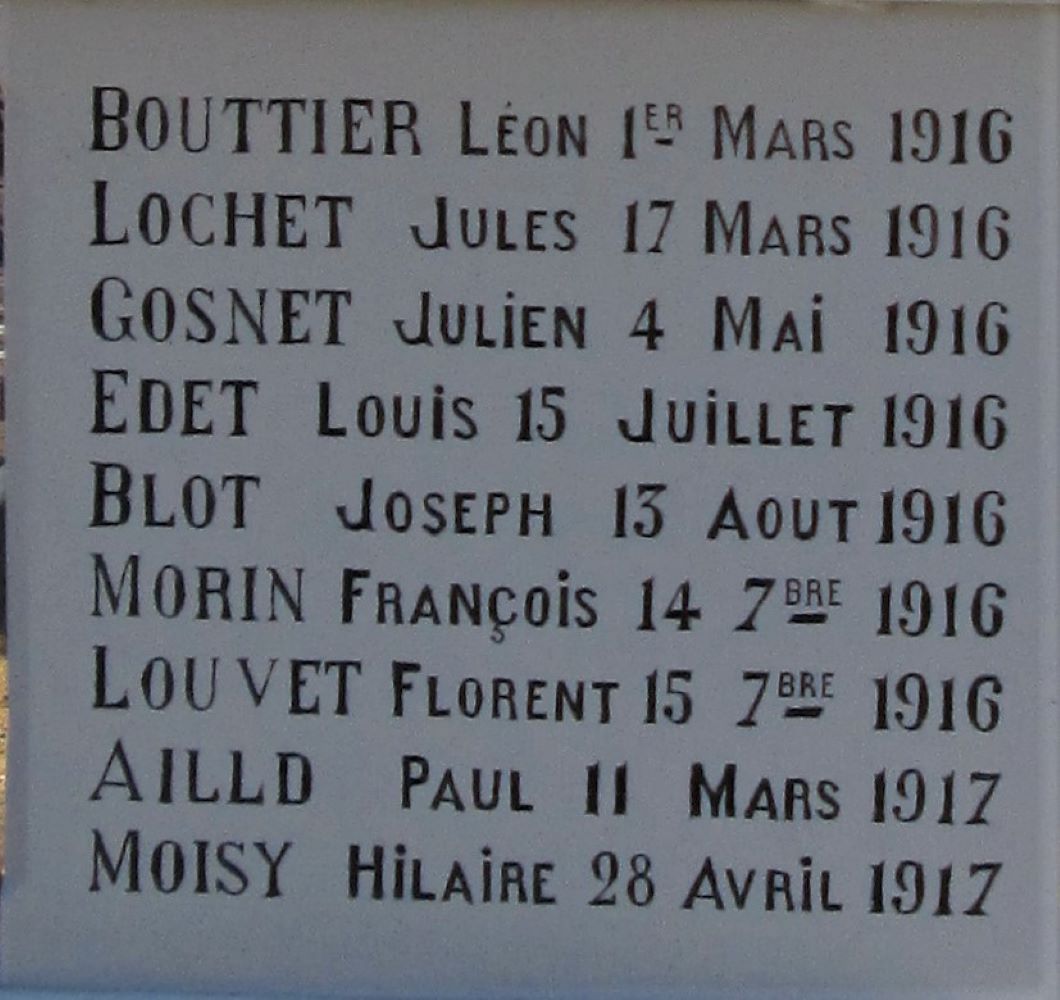 BOUTTIER LÉON 1ER MARS 1916
LOCHET JULES 17 MARS 1916
GOSNET JULiEN 4 MAi 1916
EDET LOUiS 15 JUiLLET 1916
BLOT JOSEPH 13 AOUT 1916
MORIN FRANÇOiS 14 7BRE 1916
LOUVET FLORENT 15 7BRE 1916
AILLD PAUL 11 MARS 1917
MOISY HiLAiRE 28 AVRiL 1917